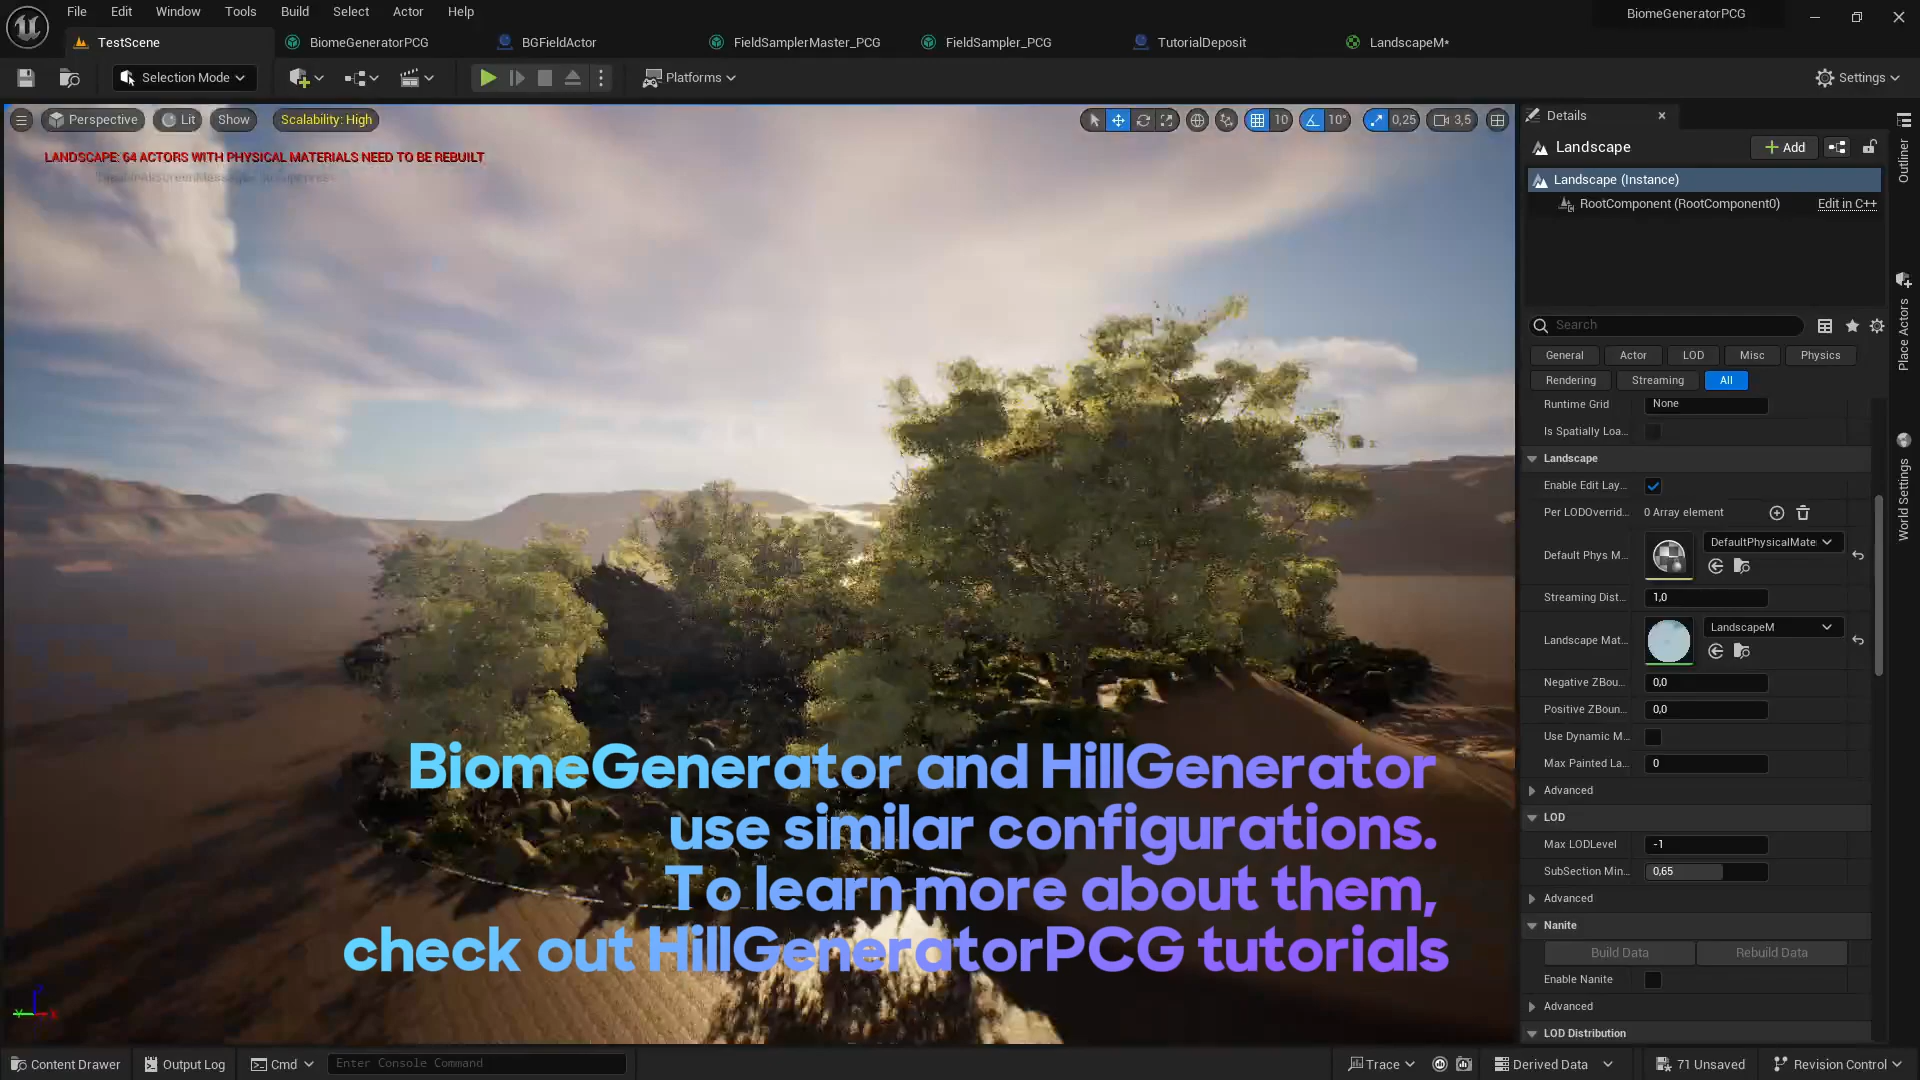 File Edit Window Tools Build Select Actor Help
BiomeGeneratorPCG
TestScene
BiomeGeneratorPCG
BGFieldActor
FieldSamplerMaster_PCG
FieldSampler_PCG
TutorialDeposit
LandscapeM*
Selection Mode
Platforms
Settings
Perspective
Lit
Show
Scalability: High
10
10°
0,25
3,5
LANDSCAPE: 64 ACTORS WITH PHYSICAL MATERIALS NEED TO BE REBUILT
Details
Landscape
Add
Landscape (Instance)
RootComponent (RootComponent0)
Edit in C++
Search
General
Actor
LOD
Misc
Physics
Rendering
Streaming
All
Runtime Grid
None
Is Spatially Loa...
Landscape
Enable Edit Lay...
Per LODOverrid...
0 Array element
Default Phys M...
DefaultPhysicalMate
Streaming Dist...
1,0
Landscape Mat...
LandscapeM
Negative ZBou...
0,0
Positive ZBoun...
0,0
Use Dynamic M...
Max Painted La...
0
Advanced
LOD
Max LODLevel
-1
SubSection Min...
0,65
Advanced
Nanite
Build Data
Rebuild Data
Enable Nanite
Advanced
LOD Distribution
Outliner
Place Actors
World Settings
BiomeGenerator and HillGenerator
use similar configurations.
To learn more about them,
check out HillGeneratorPCG tutorials
Content Drawer
Output Log
Cmd
Enter Console Command
Trace
Derived Data
71 Unsaved
Revision Control